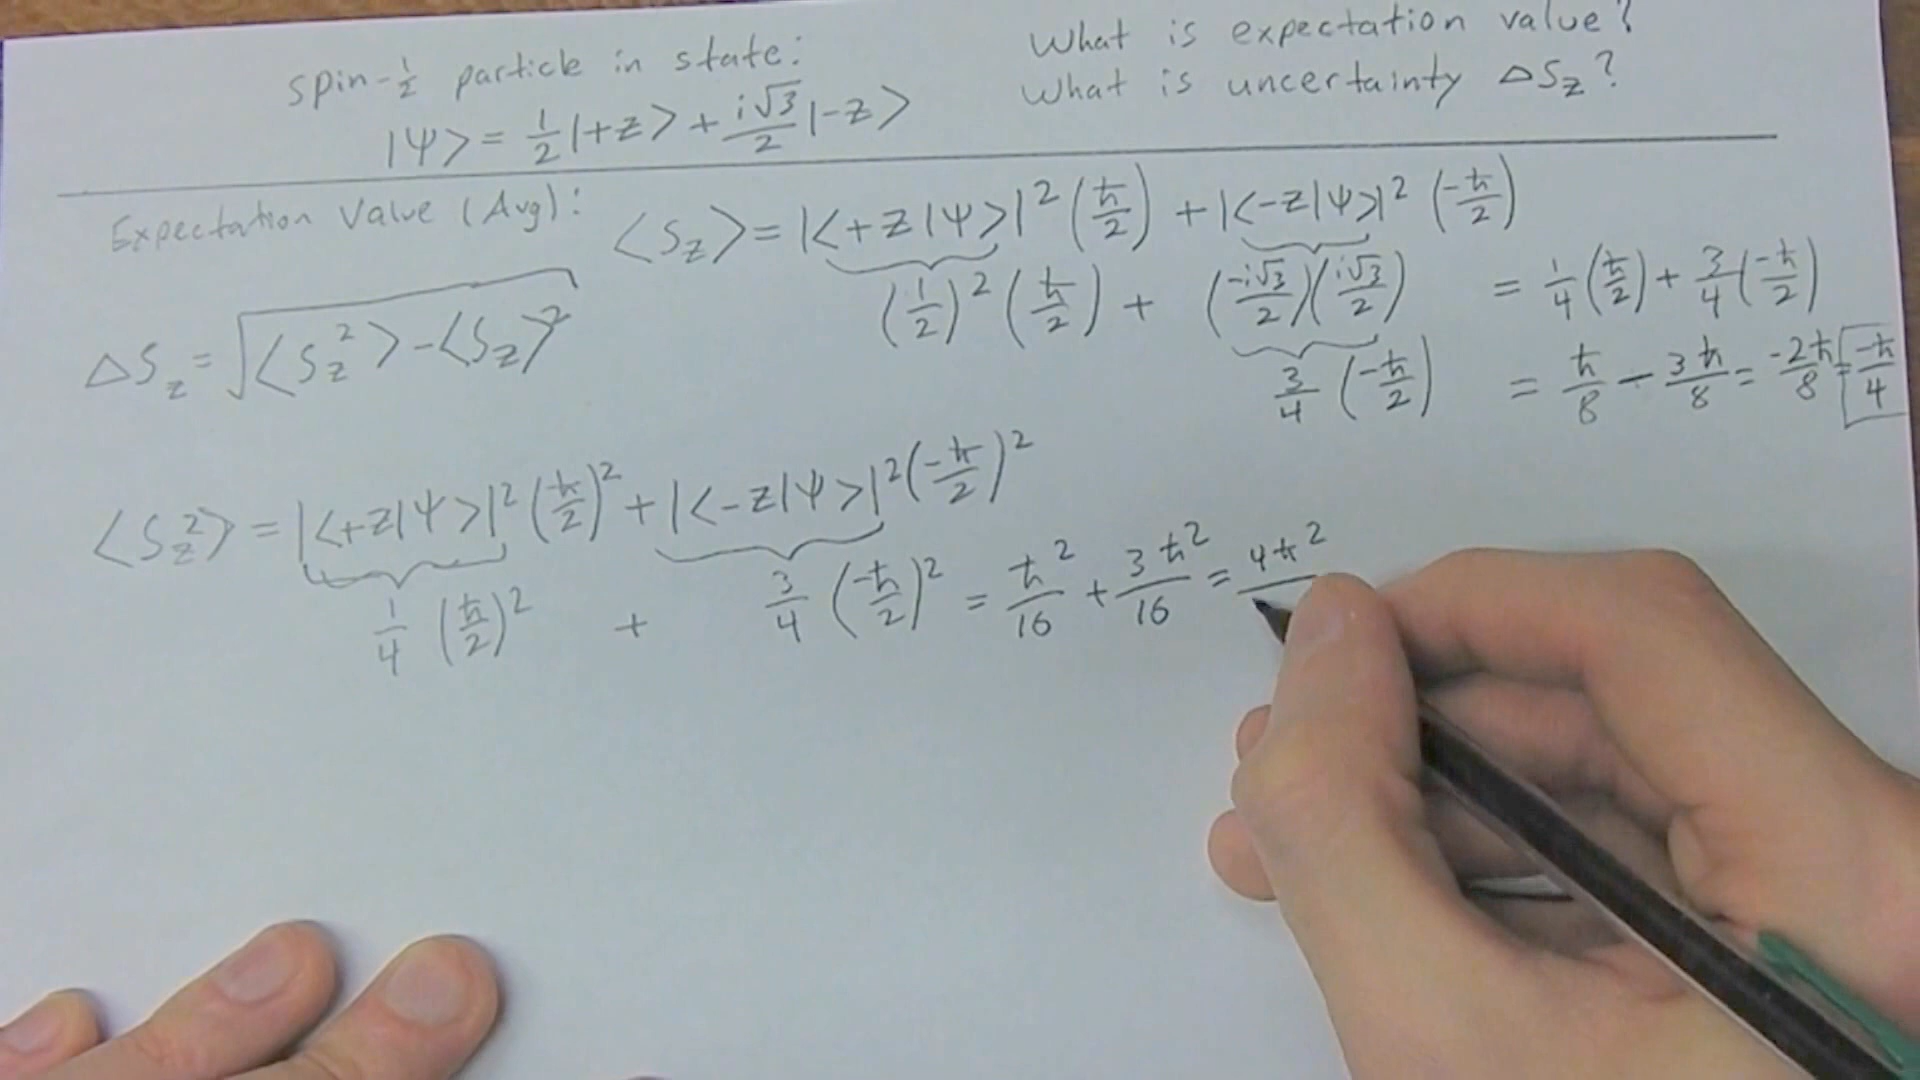 spin-½ particle in state:
|ψ> = 1/2 |+z> + i√3/2 |-z>
What is expectation value?
What is uncertainty ΔSz?
Expectation Value (Avg):
<Sz> = |<+z|ψ>|² (ħ/2) + |<-z|ψ>|² (-ħ/2)
(1/2)² (ħ/2) + (-i√3/2)(i√3/2) = 1/4 (ħ/2) + 3/4 (-ħ/2)
3/4 (-ħ/2) = ħ/8 - 3ħ/8 = -2ħ/8 = -ħ/4
ΔSz = √(<Sz²> - <Sz>²)
<Sz²> = |<+z|ψ>|² (ħ/2)² + |<-z|ψ>|² (-ħ/2)²
1/4 (ħ/2)² + 3/4 (-ħ/2)² = ħ²/16 + 3ħ²/16 = 4ħ²